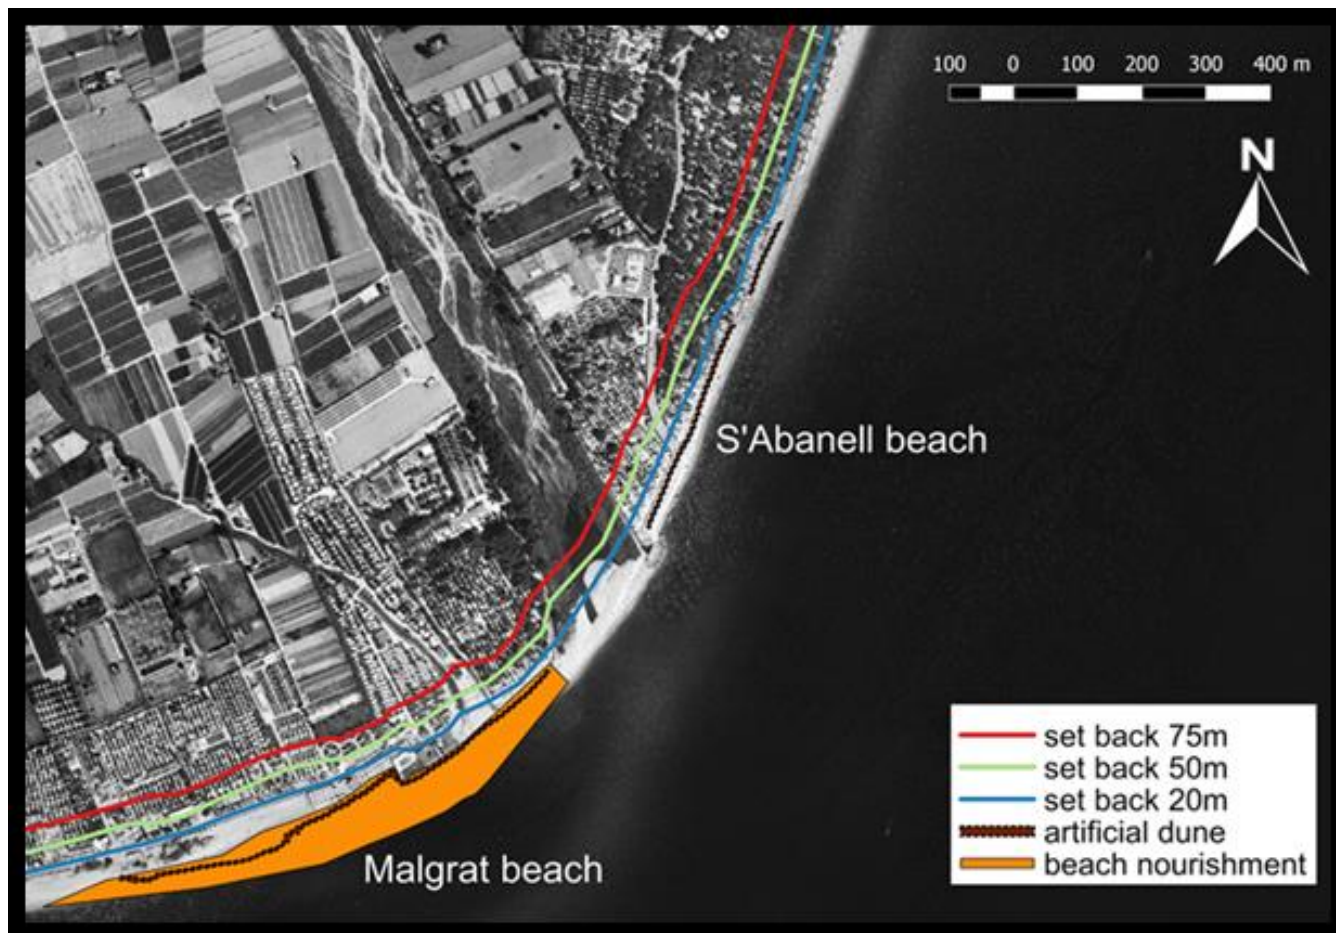 100 0 100 200 300 400 m
N
S'Abanell beach
set back 75m
set back 50m
set back 20m
artificial dune
beach nourishment
Malgrat beach